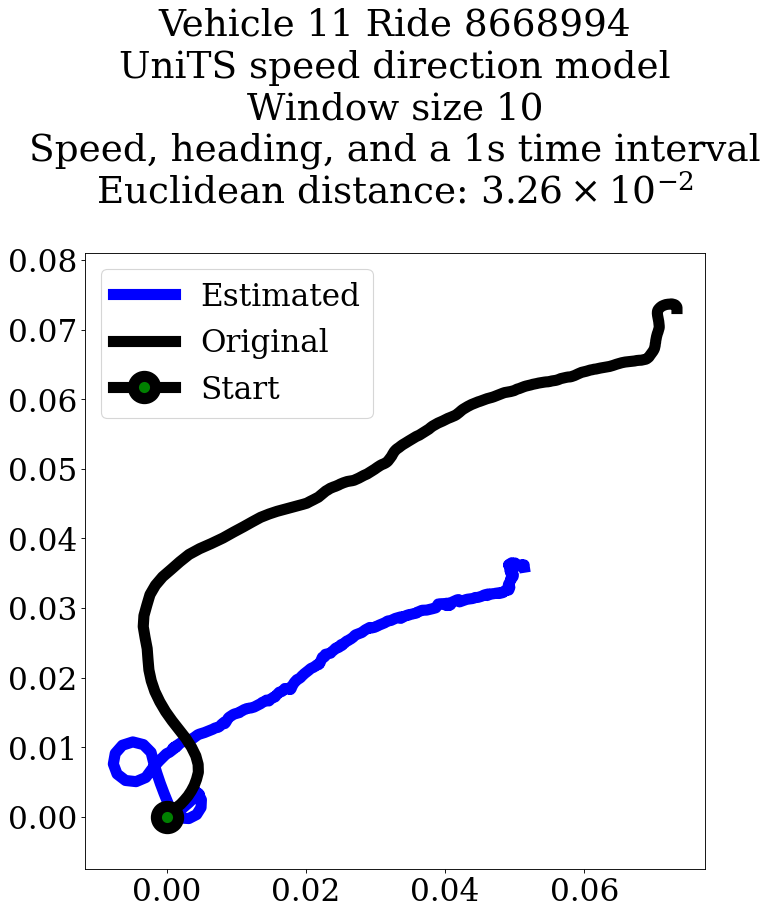 Vehicle 11 Ride 8668994
UniTS speed direction model
Window size 10
Speed, heading, and a 1s time interval
Euclidean distance: 3.26 × 10⁻²
0.08
0.07
0.06
0.05
0.04
0.03
0.02
0.01
0.00
Estimated
Original
Start
0.00 0.02 0.04 0.06